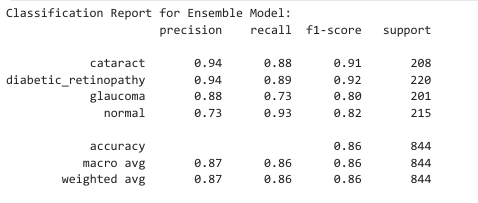 Classification Report for Ensemble Model:
precision recall f1-score support
cataract 0.94 0.88 0.91 208
diabetic_retinopathy 0.94 0.89 0.92 220
glaucoma 0.88 0.73 0.80 201
normal 0.73 0.93 0.82 215
accuracy 0.86 844
macro avg 0.87 0.86 0.86 844
weighted avg 0.87 0.86 0.86 844